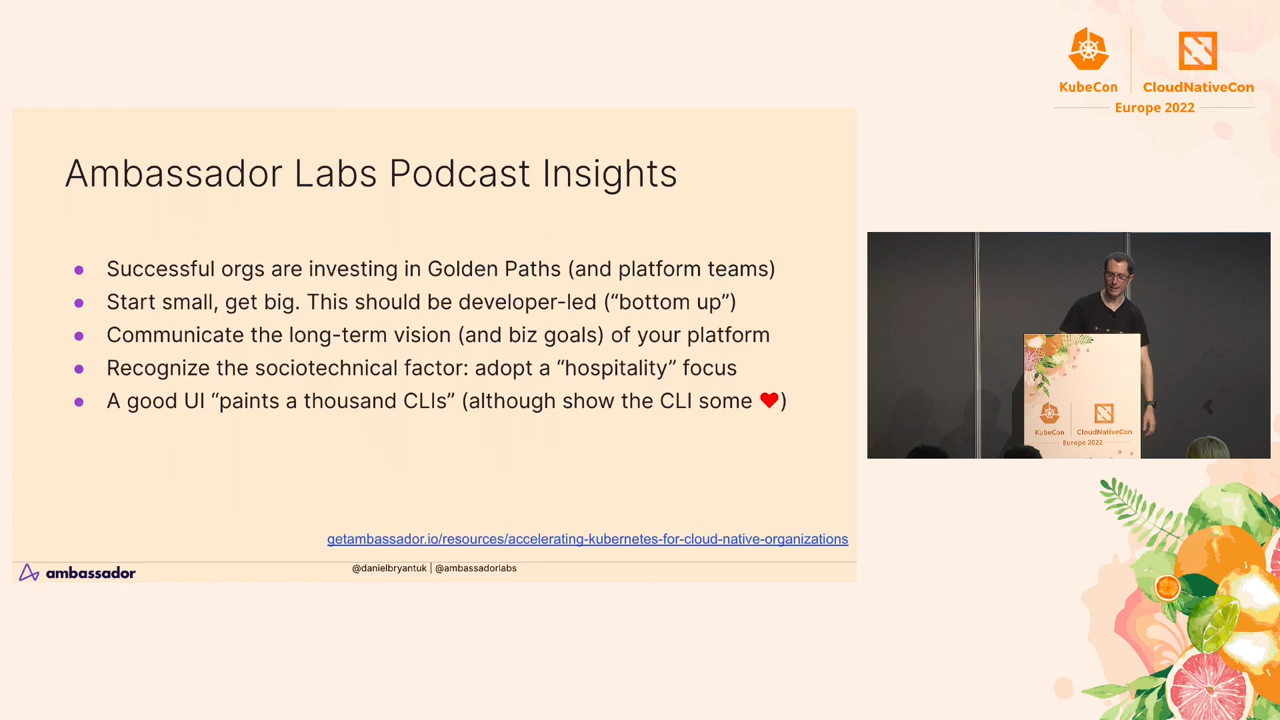 KubeCon
CloudNativeCon
Europe 2022
Ambassador Labs Podcast Insights
● Successful orgs are investing in Golden Paths (and platform teams)
● Start small, get big. This should be developer-led (“bottom up”)
● Communicate the long-term vision (and biz goals) of your platform
● Recognize the sociotechnical factor: adopt a “hospitality” focus
● A good UI “paints a thousand CLIs” (although show the CLI some ❤)
getambassador.io/resources/accelerating-kubernetes-for-cloud-native-organizations
ambassador
@danielbryantuk | @ambassadorlabs
KubeCon
CloudNativeCon
Europe 2022